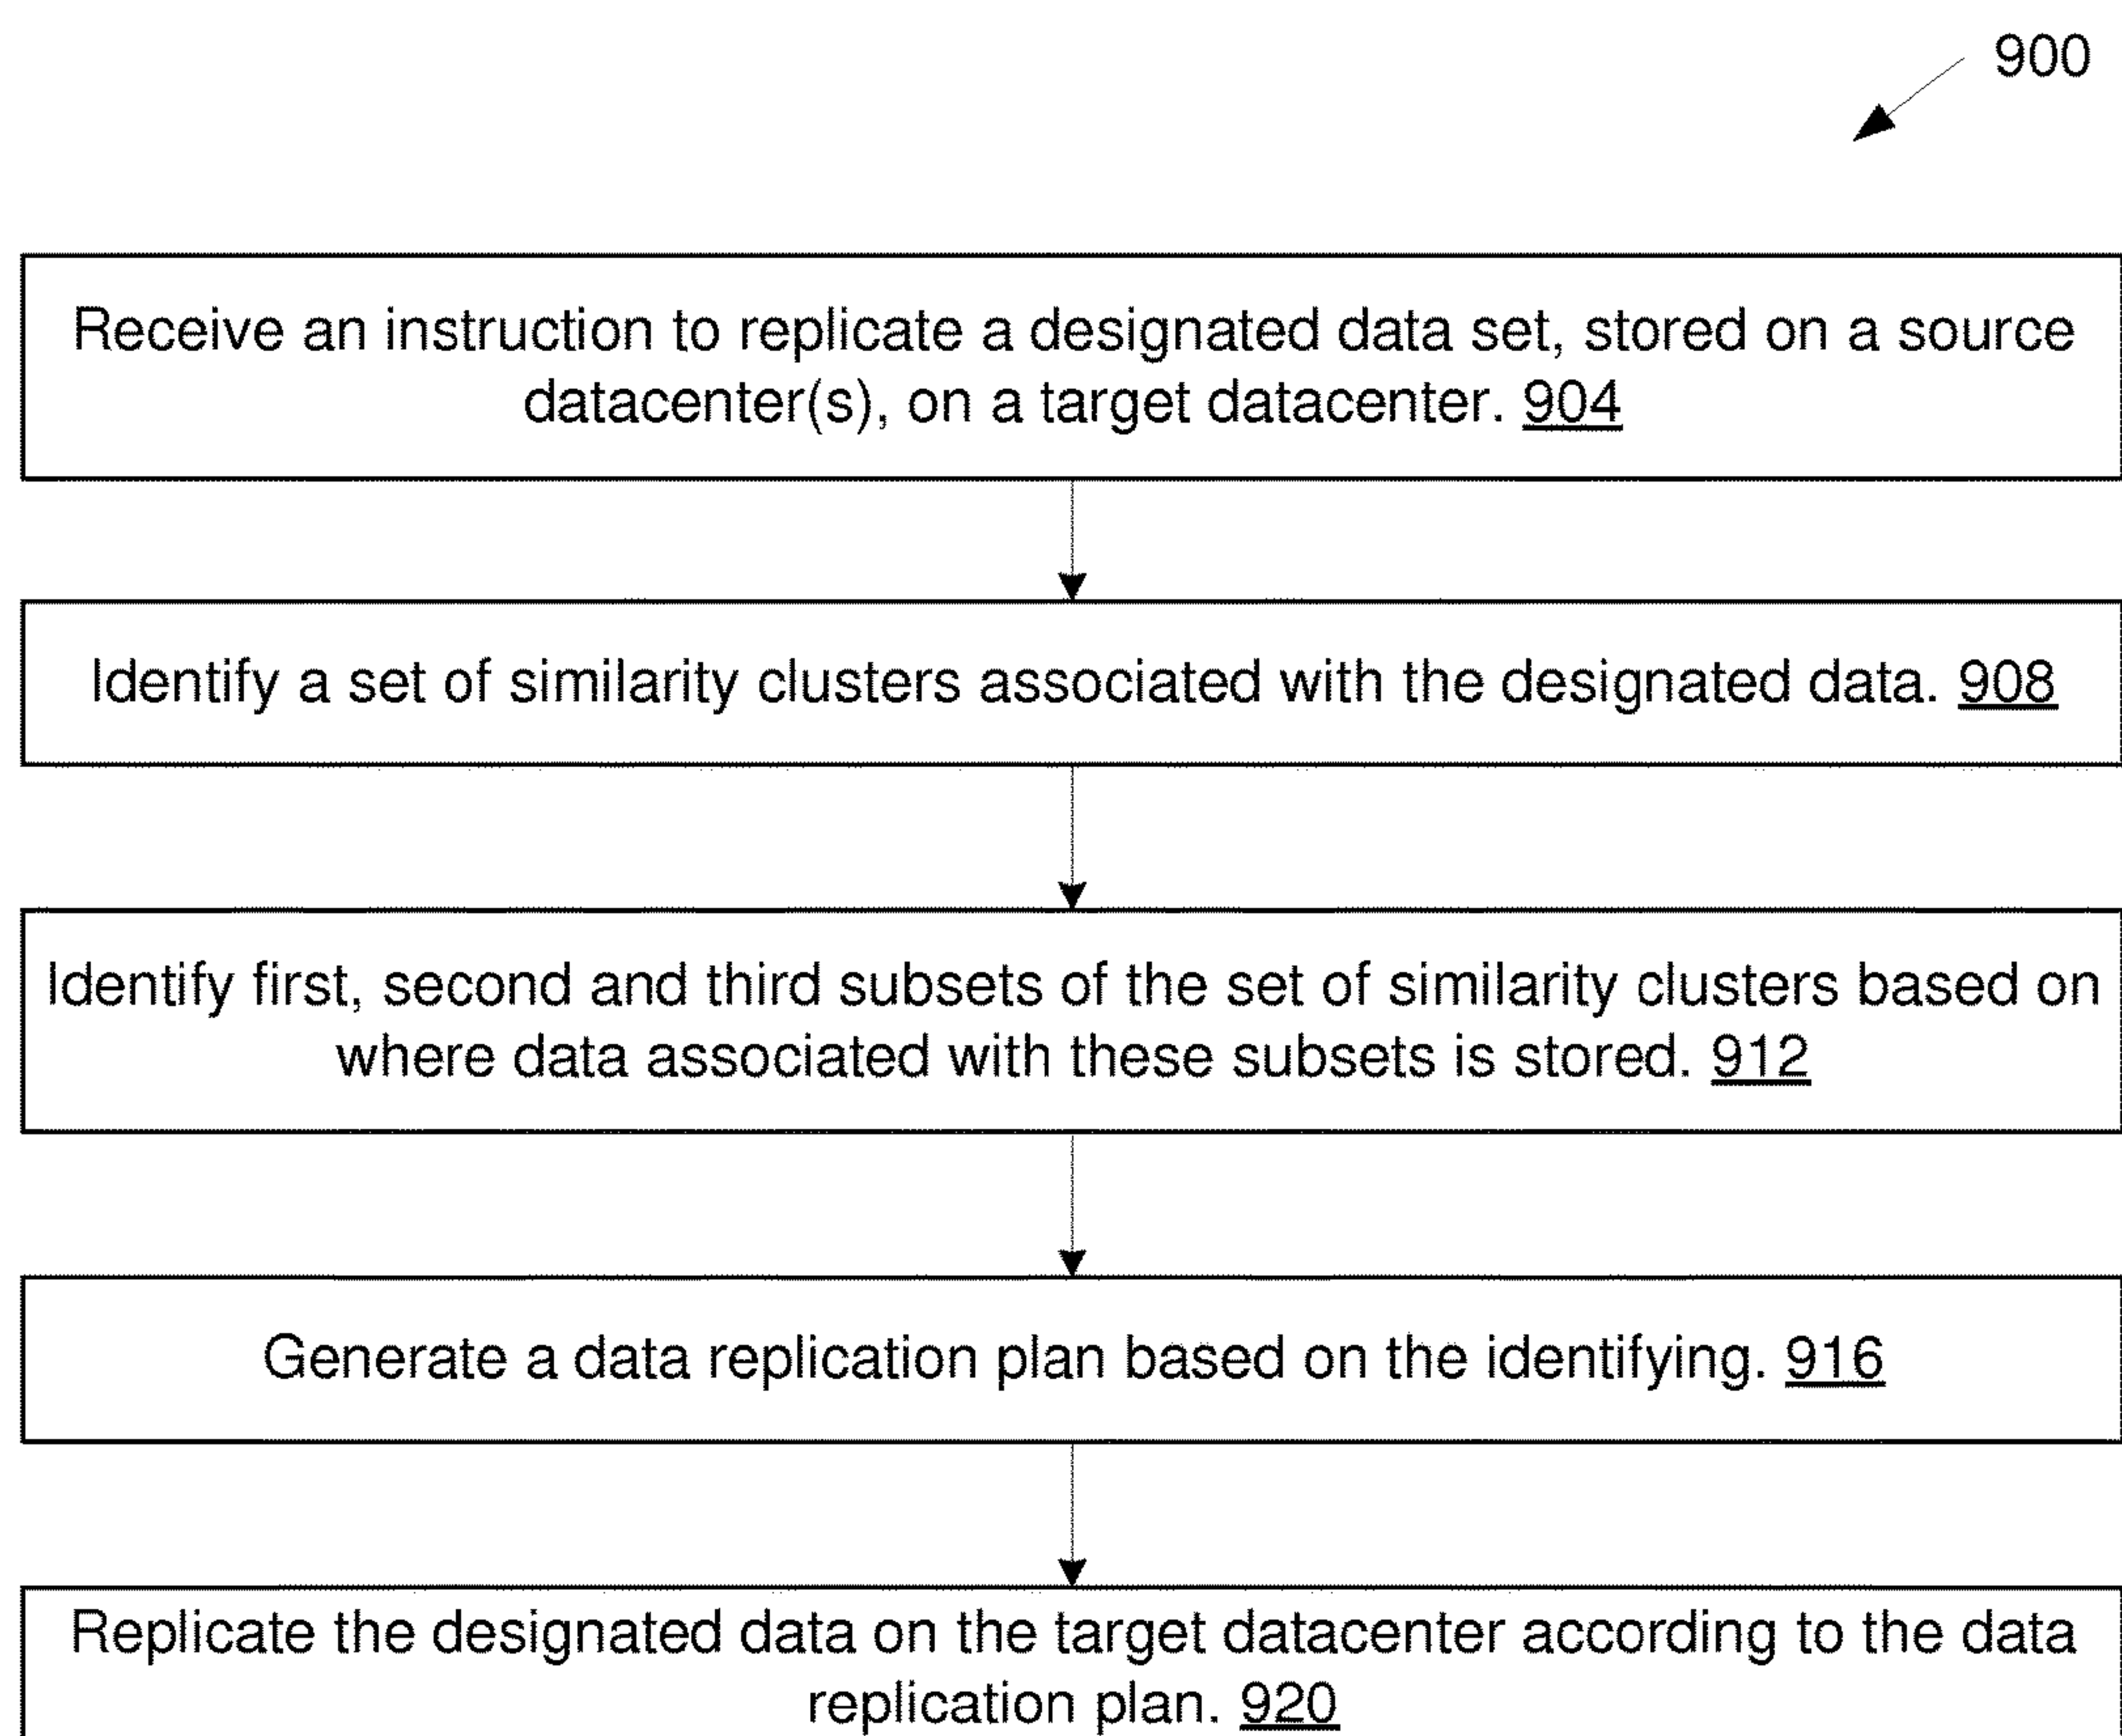 900
Receive an instruction to replicate a designated data set, stored on a source
datacenter(s), on a target datacenter. 904
Identify a set of similarity clusters associated with the designated data. 908
Identify first, second and third subsets of the set of similarity clusters based on
where data associated with these subsets is stored. 912
Generate a data replication plan based on the identifying. 916
Replicate the designated data on the target datacenter according to the data
replication plan. 920